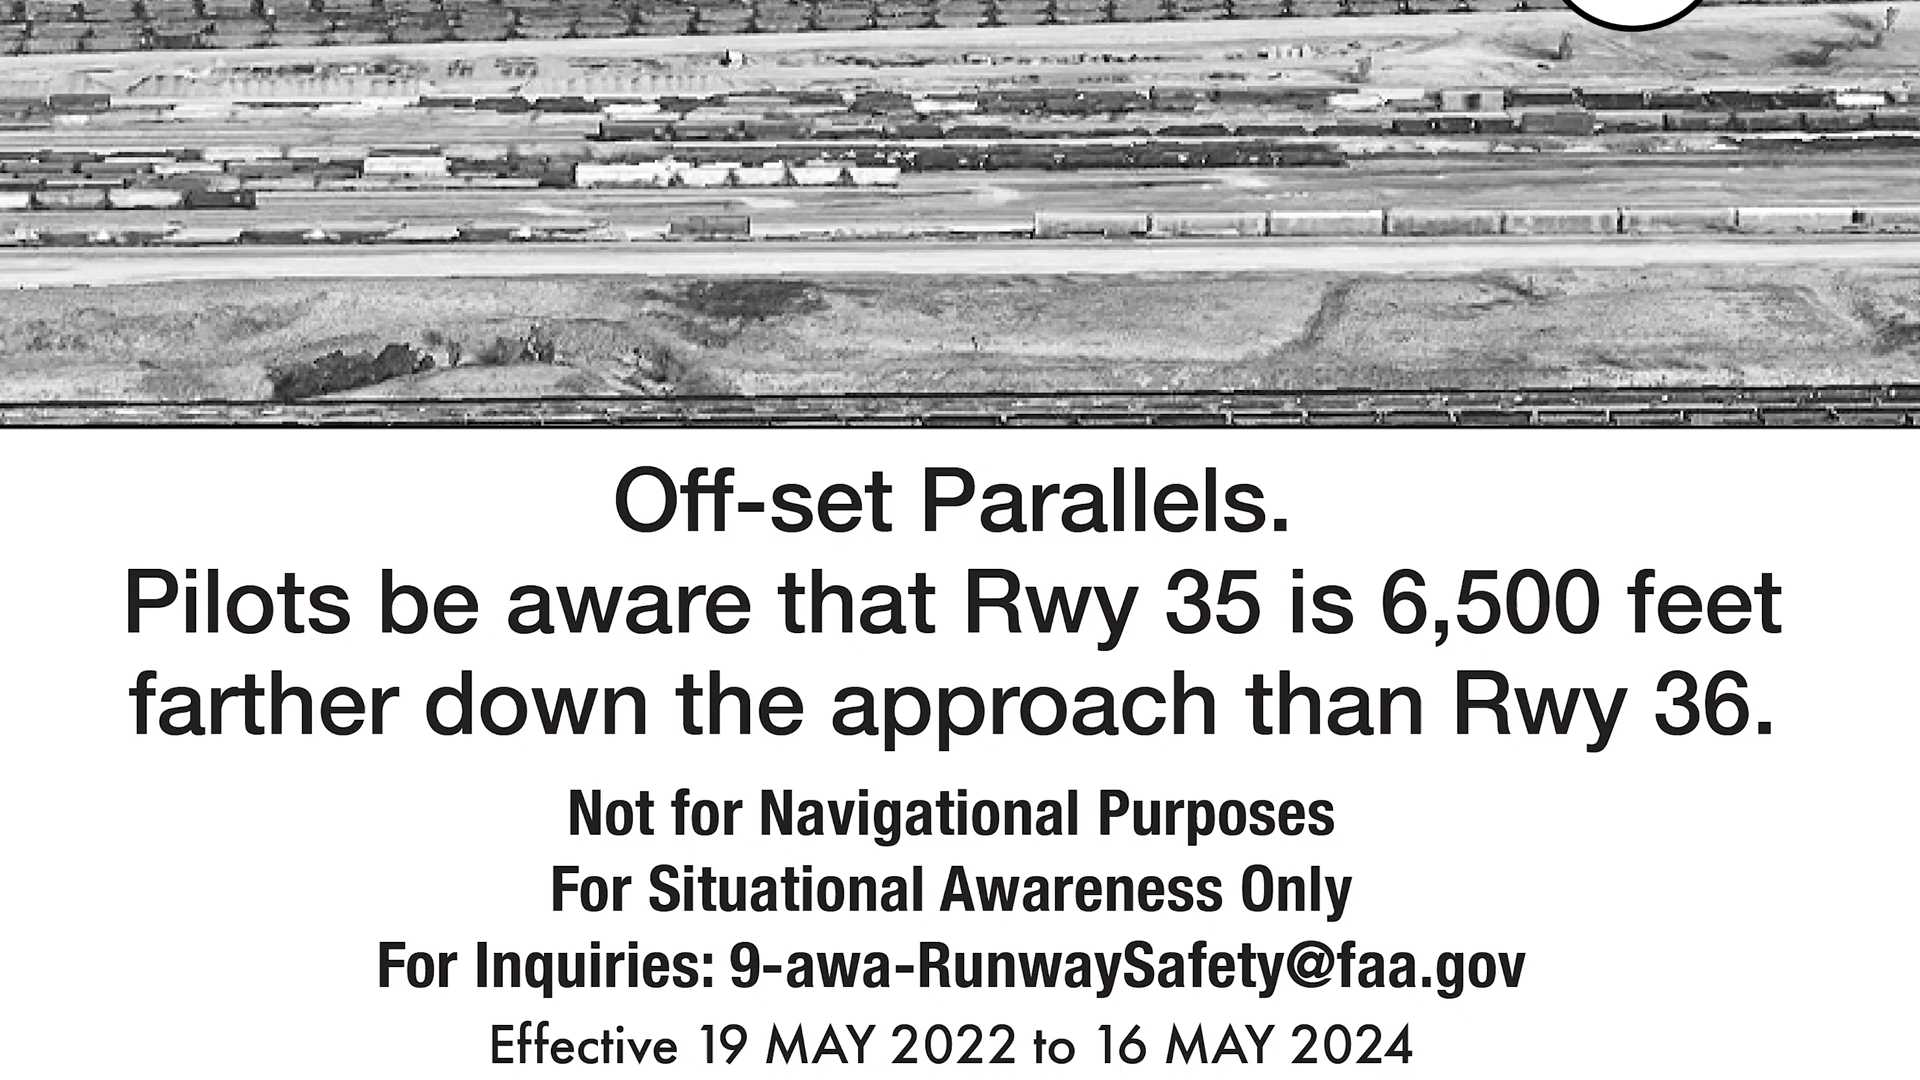 Off-set Parallels.
Pilots be aware that Rwy 35 is 6,500 feet
farther down the approach than Rwy 36.
Not for Navigational Purposes
For Situational Awareness Only
For Inquiries: 9-awa-RunwaySafety@faa.gov
Effective 19 MAY 2022 to 16 MAY 2024